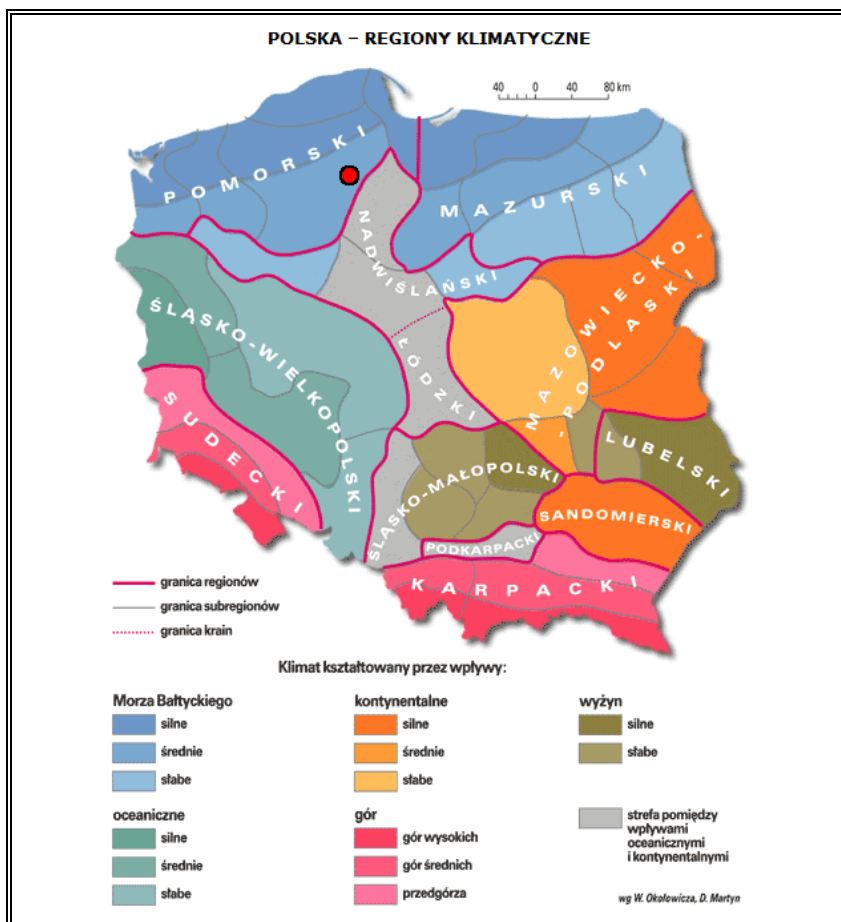 POLSKA – REGIONY KLIMATYCZNE
40 0 40 80 km
POMORSKI
MAZURSKI
NADWIŚLAŃSKI
MAZOWIECKO-
-PODLASKI
ŚLĄSKO-WIELKOPOLSKI
ŁÓDZKI
SUDECKI
LUBELSKI
ŚLĄSKO-MAŁOPOLSKI
SANDOMIERSKI
PODKARPACKI
KARPACKI
granica regionów
granica subregionów
granica krain
Klimat kształtowany przez wpływy:
Morza Bałtyckiego
silne
średnie
słabe
kontynentalne
silne
średnie
słabe
wyżyn
silne
słabe
oceaniczne
silne
średnie
słabe
gór
gór wysokich
gór średnich
przedgórza
strefa pomiędzy
wpływami
oceanicznymi
i kontynentalnymi
wg W. Okołowicza, D. Martyn